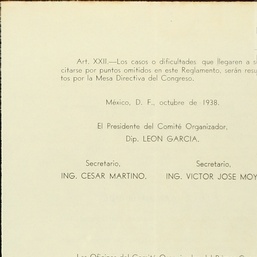 Art. XXII.—Los casos o dificultades que llegaren a s
citarse por puntos omitidos en este Reglamento, serán resu
tos por la Mesa Directiva del Congreso.
México, D. F., octubre de 1938.
El Presidente del Comité Organizador,
Dip. LEON GARCIA.
Secretario, Secretario,
ING. CESAR MARTINO. ING. VICTOR JOSE MOY